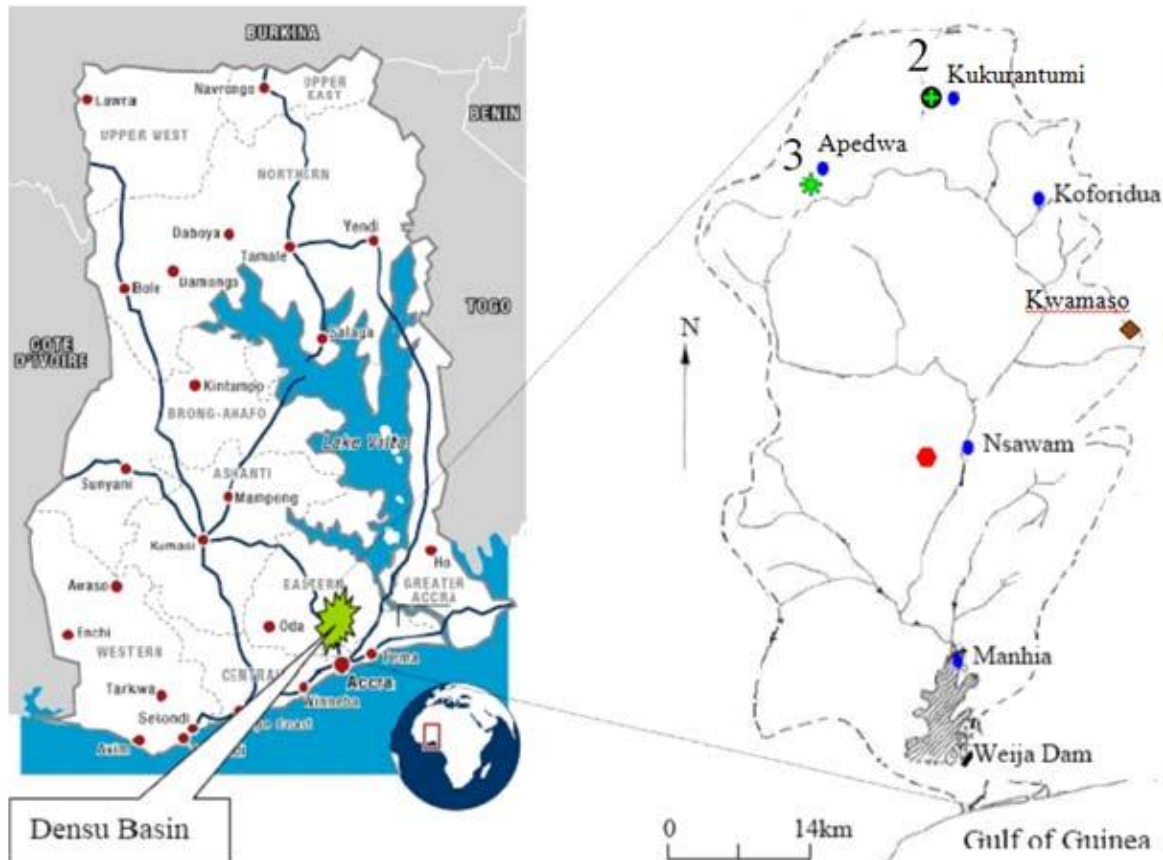 BURKINA
Lawra
Navrongo
UPPER
EAST
UPPER WEST
BENIN
NORTHERN
Daboya
Tamale
Yendi
Damongo
Bole
TOGO
COTE
D'IVOIRE
Salaga
Kintampo
BRONG-AHAFO
Lake Volta
ASHANTI
Sunyani
Mampong
Kumasi
Ho
EASTERN
GREATER
ACCRA
Awaso
Oda
Enchi
WESTERN
CENTRAL
Tema
Accra
Tarkwa
Winneba
Sekondi
Coast
Axim
Densu Basin
2
Kukurantumi
3
Apedwa
Koforidua
Kwamaso
N
Nsawam
Manhia
Weija Dam
0 14km
Gulf of Guinea